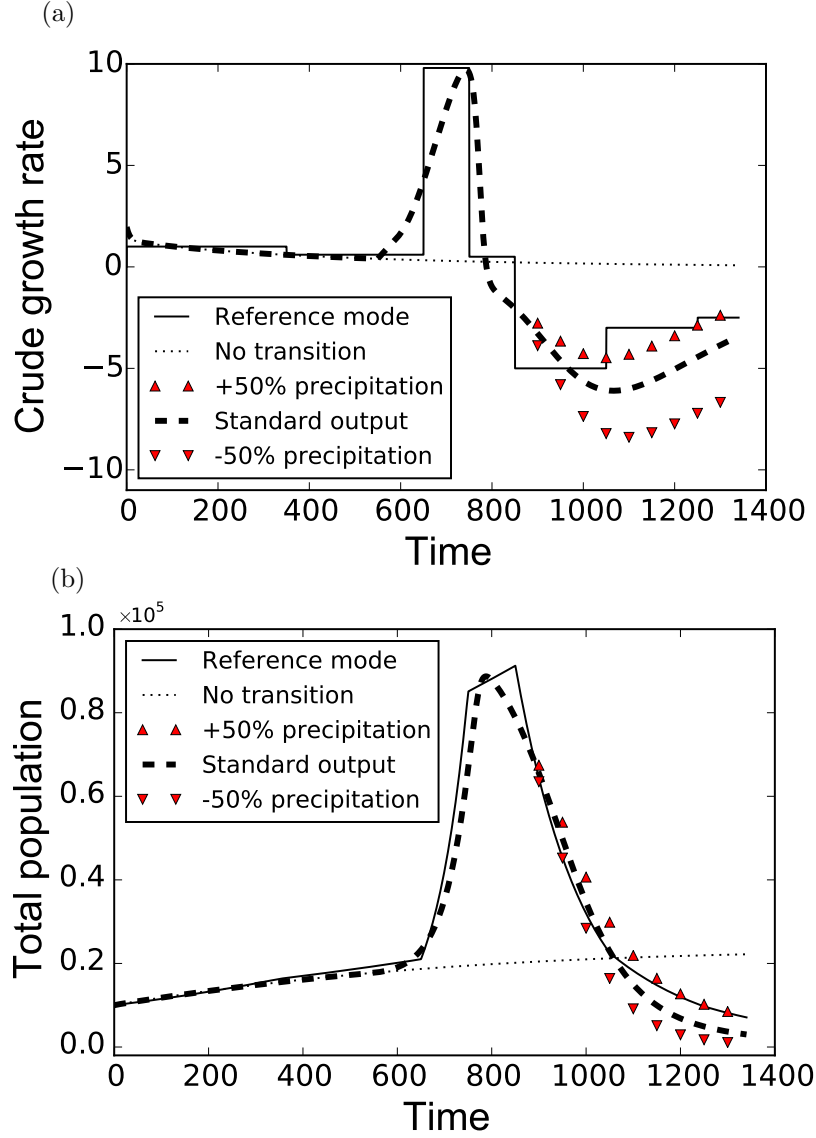 (a)
Crude growth rate
10
5
0
−5
−10
Reference mode
No transition
+50% precipitation
Standard output
-50% precipitation
0 200 400 600 800 1000 1200 1400
Time
(b)
×10^5
Total population
1.0
0.8
0.6
0.4
0.2
0.0
Reference mode
No transition
+50% precipitation
Standard output
-50% precipitation
0 200 400 600 800 1000 1200 1400
Time